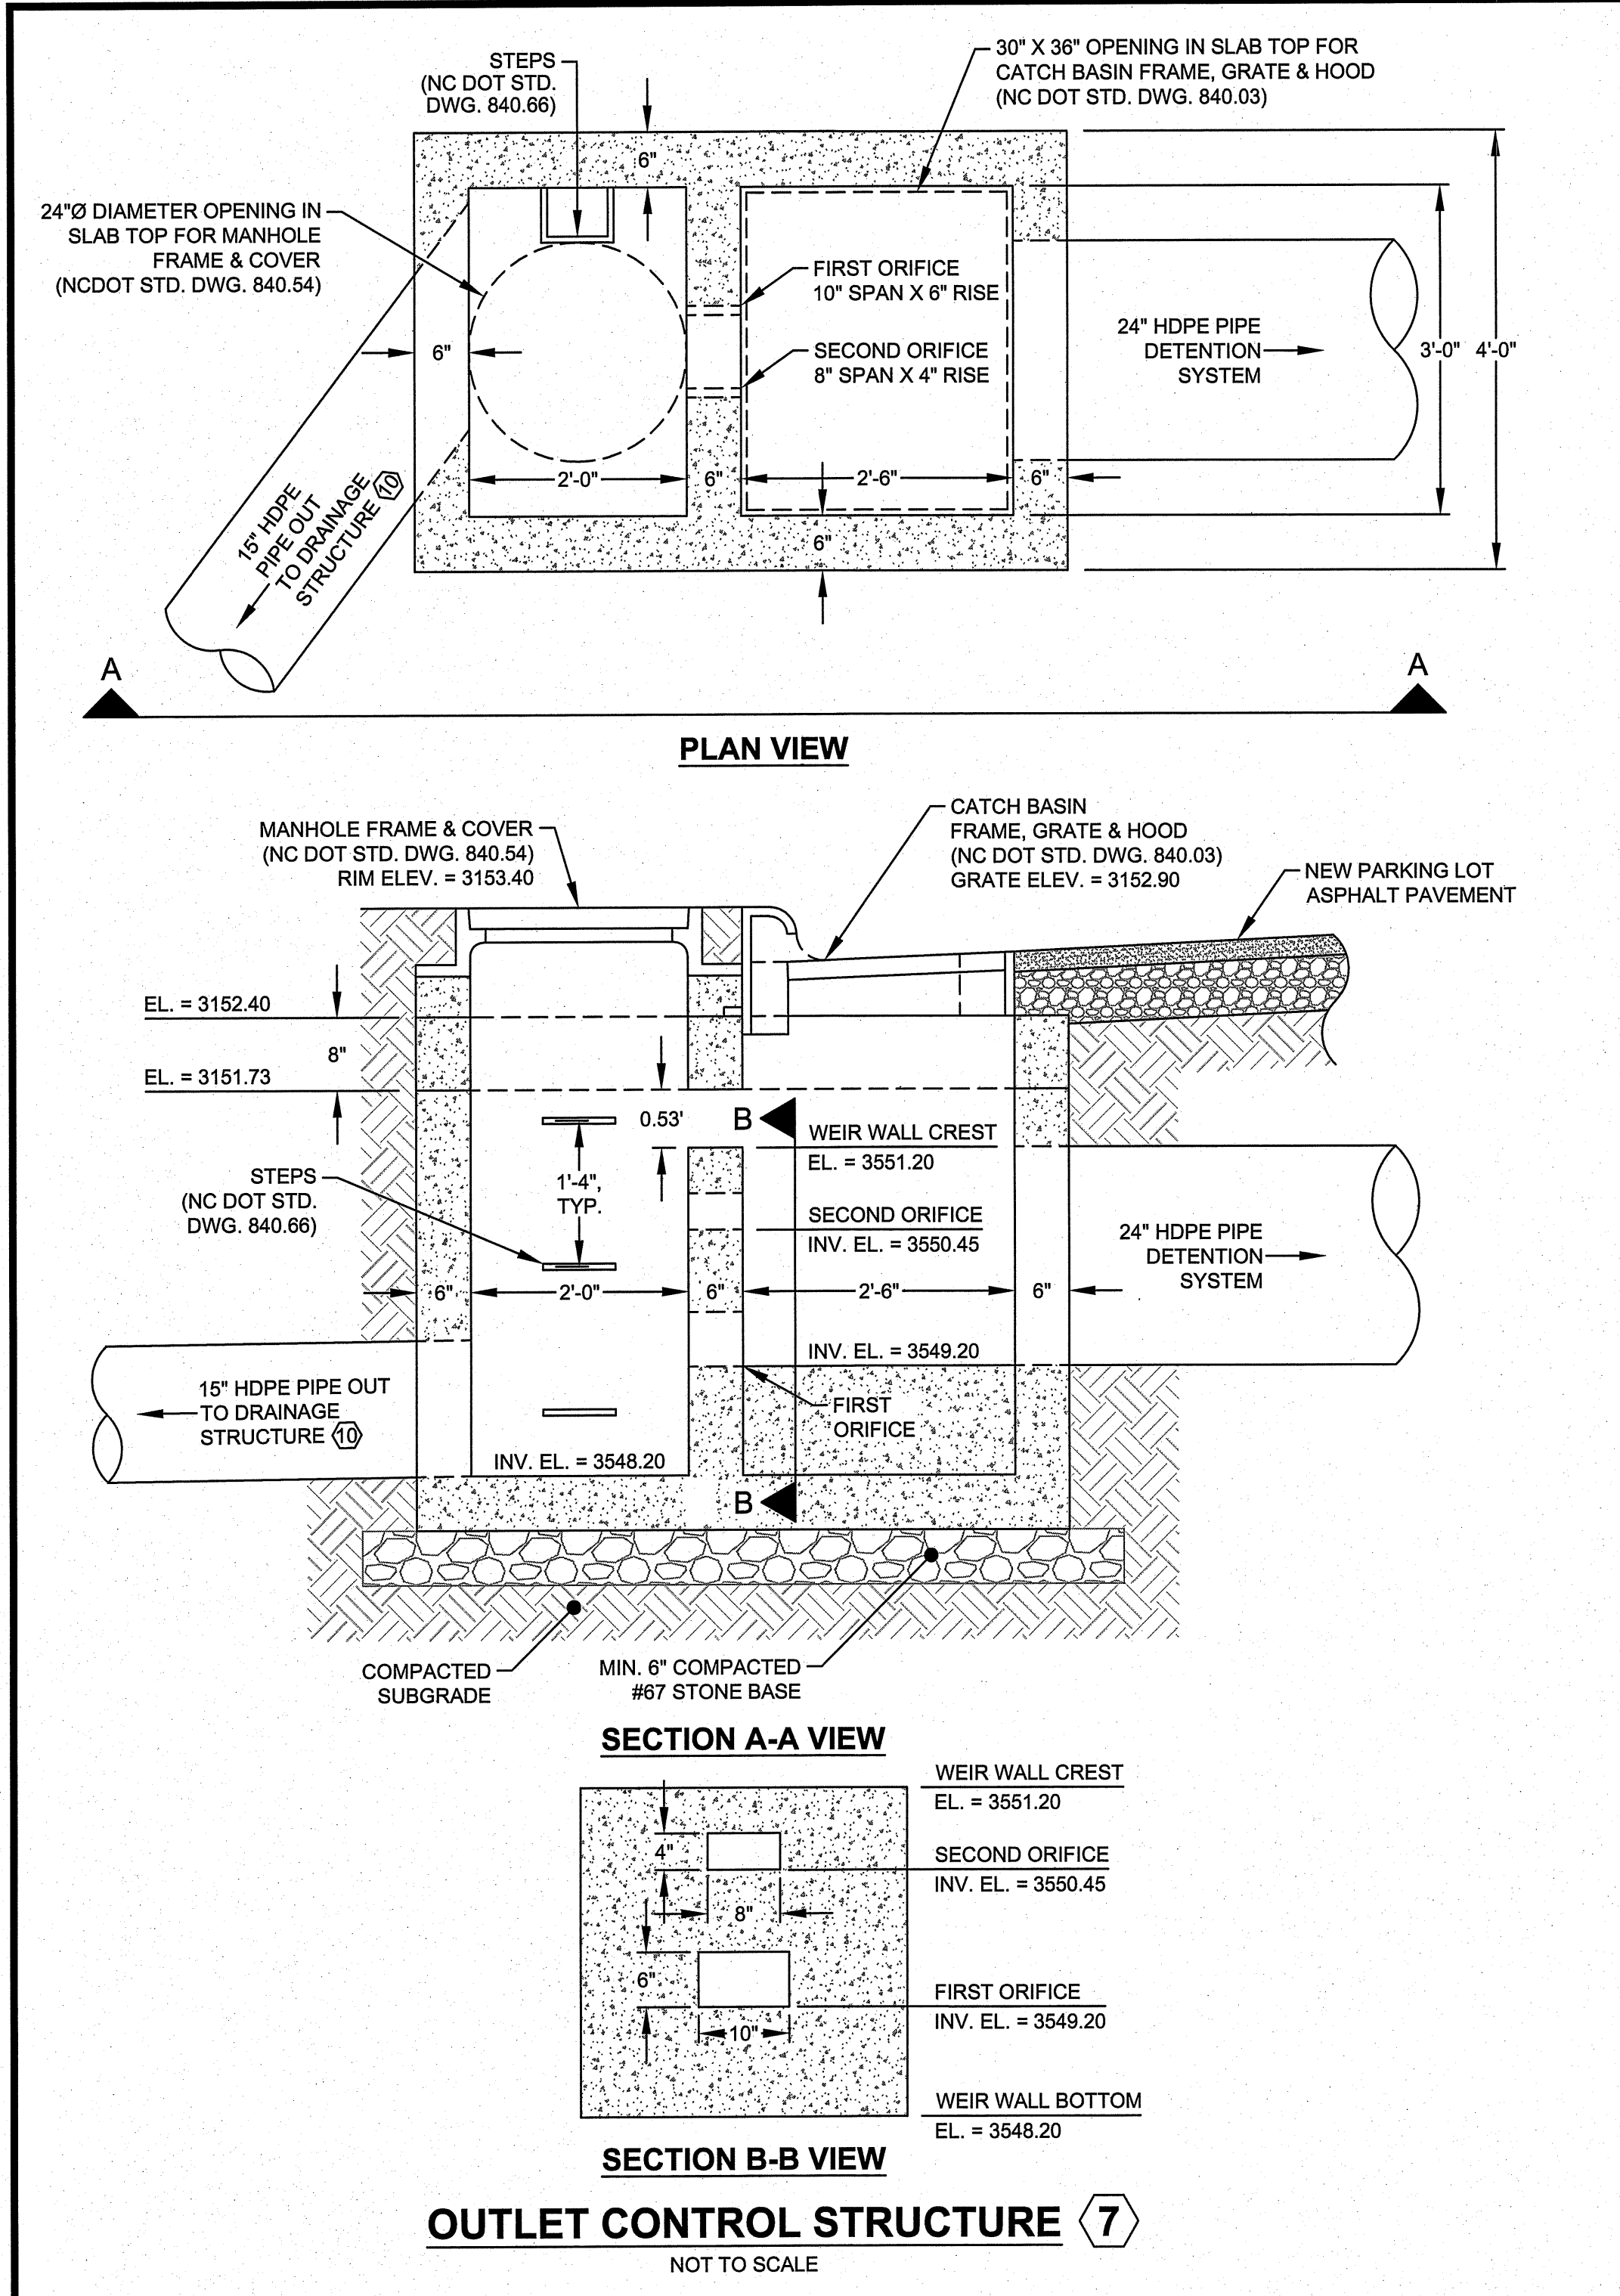 STEPS
(NC DOT STD.
DWG. 840.66)
30" X 36" OPENING IN SLAB TOP FOR
CATCH BASIN FRAME, GRATE & HOOD
(NC DOT STD. DWG. 840.03)
6"
24"Ø DIAMETER OPENING IN
SLAB TOP FOR MANHOLE
FRAME & COVER
(NCDOT STD. DWG. 840.54)
FIRST ORIFICE
10" SPAN X 6" RISE
SECOND ORIFICE
8" SPAN X 4" RISE
24" HDPE PIPE
DETENTION
SYSTEM
3'-0"
4'-0"
6"
2'-0"
6"
2'-6"
6"
6"
15" HDPE
PIPE OUT
TO DRAINAGE
STRUCTURE 10
A
A
PLAN VIEW
MANHOLE FRAME & COVER
(NC DOT STD. DWG. 840.54)
RIM ELEV. = 3153.40
CATCH BASIN
FRAME, GRATE & HOOD
(NC DOT STD. DWG. 840.03)
GRATE ELEV. = 3152.90
NEW PARKING LOT
ASPHALT PAVEMENT
EL. = 3152.40
8"
EL. = 3151.73
0.53'
B
WEIR WALL CREST
EL. = 3551.20
STEPS
(NC DOT STD.
DWG. 840.66)
1'-4",
TYP.
SECOND ORIFICE
INV. EL. = 3550.45
24" HDPE PIPE
DETENTION
SYSTEM
6"
2'-0"
6"
2'-6"
6"
INV. EL. = 3549.20
15" HDPE PIPE OUT
TO DRAINAGE
STRUCTURE 10
FIRST
ORIFICE
INV. EL. = 3548.20
B
COMPACTED
SUBGRADE
MIN. 6" COMPACTED
#67 STONE BASE
SECTION A-A VIEW
WEIR WALL CREST
EL. = 3551.20
4"
SECOND ORIFICE
INV. EL. = 3550.45
8"
6"
FIRST ORIFICE
INV. EL. = 3549.20
10"
WEIR WALL BOTTOM
EL. = 3548.20
SECTION B-B VIEW
OUTLET CONTROL STRUCTURE 7
NOT TO SCALE